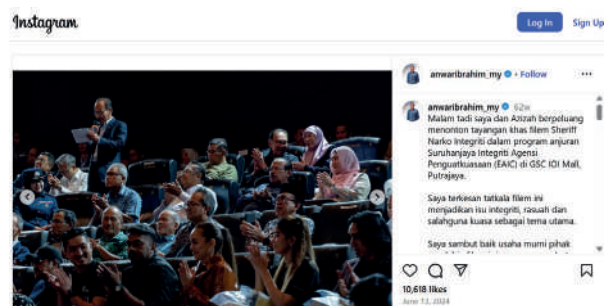 Instagram
Log In
Sign Up
anwaribrahim_my • Follow
anwaribrahim_my 62w
Malam tadi saya dan Azizah berpeluang
menonton tayangan khas filem Sheriff
Narko Integriti dalam program anjuran
Suruhanjaya Integriti Agensi
Penguatkuasaan (EAIC) di GSC IOI Mall,
Putrajaya.
Saya terkesan tatkala filem ini
menjadikan isu integriti, rasuah dan
salahguna kuasa sebagai tema utama.
Saya sambut baik usaha murni pihak
10,618 likes
June 13, 2024